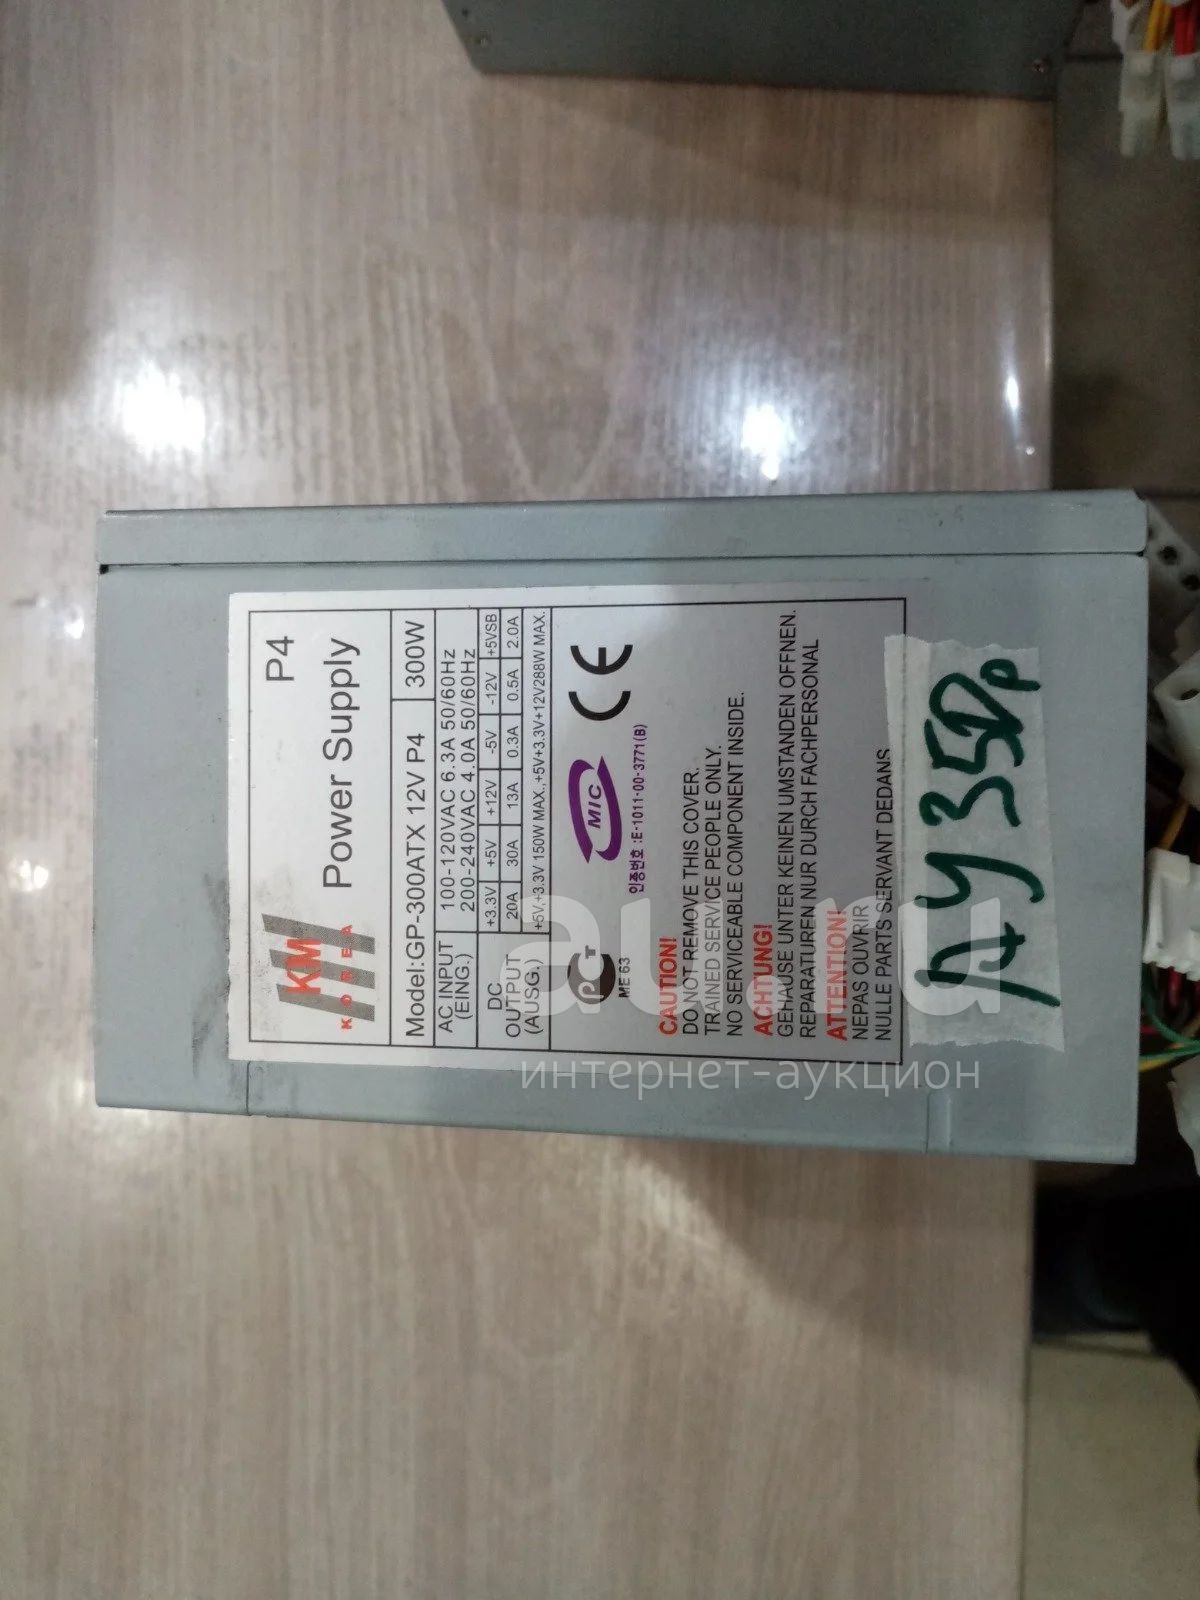 KM
KOREA
P4
Power Supply
Model:GP-300ATX 12V P4 300W
AC INPUT 100-120VAC 6.3A 50/60Hz
(EING.) 200-240VAC 4.0A 50/60Hz
DC
OUTPUT
(AUSG.)
+3.3V +5V +12V -5V -12V +5VSB
20A 30A 13A 0.3A 0.5A 2.0A
+5V,+3.3V 150W MAX.,+5V+3.3V+12V288W MAX.
PCT
ME 63
MIC
인증번호 :E-1011-00-3771(B)
CE
CAUTION!
DO NOT REMOVE THIS COVER.
TRAINED SERVICE PEOPLE ONLY.
NO SERVICEABLE COMPONENT INSIDE.
ACHTUNG!
GEHAUSE UNTER KEINEN UMSTANDEN OFFNEN.
REPARATUREN NUR DURCH FACHPERSONAL
ATTENTION!
NEPAS OUVRIR
NULLE PARTS SERVANT DEDANS
au.ru
интернет-аукцион